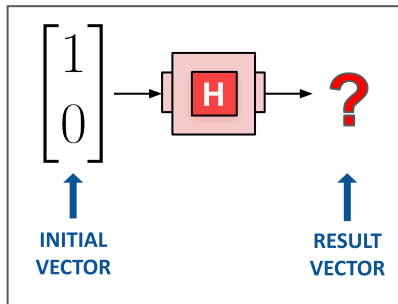 1
0
H
?
INITIAL
VECTOR
RESULT
VECTOR